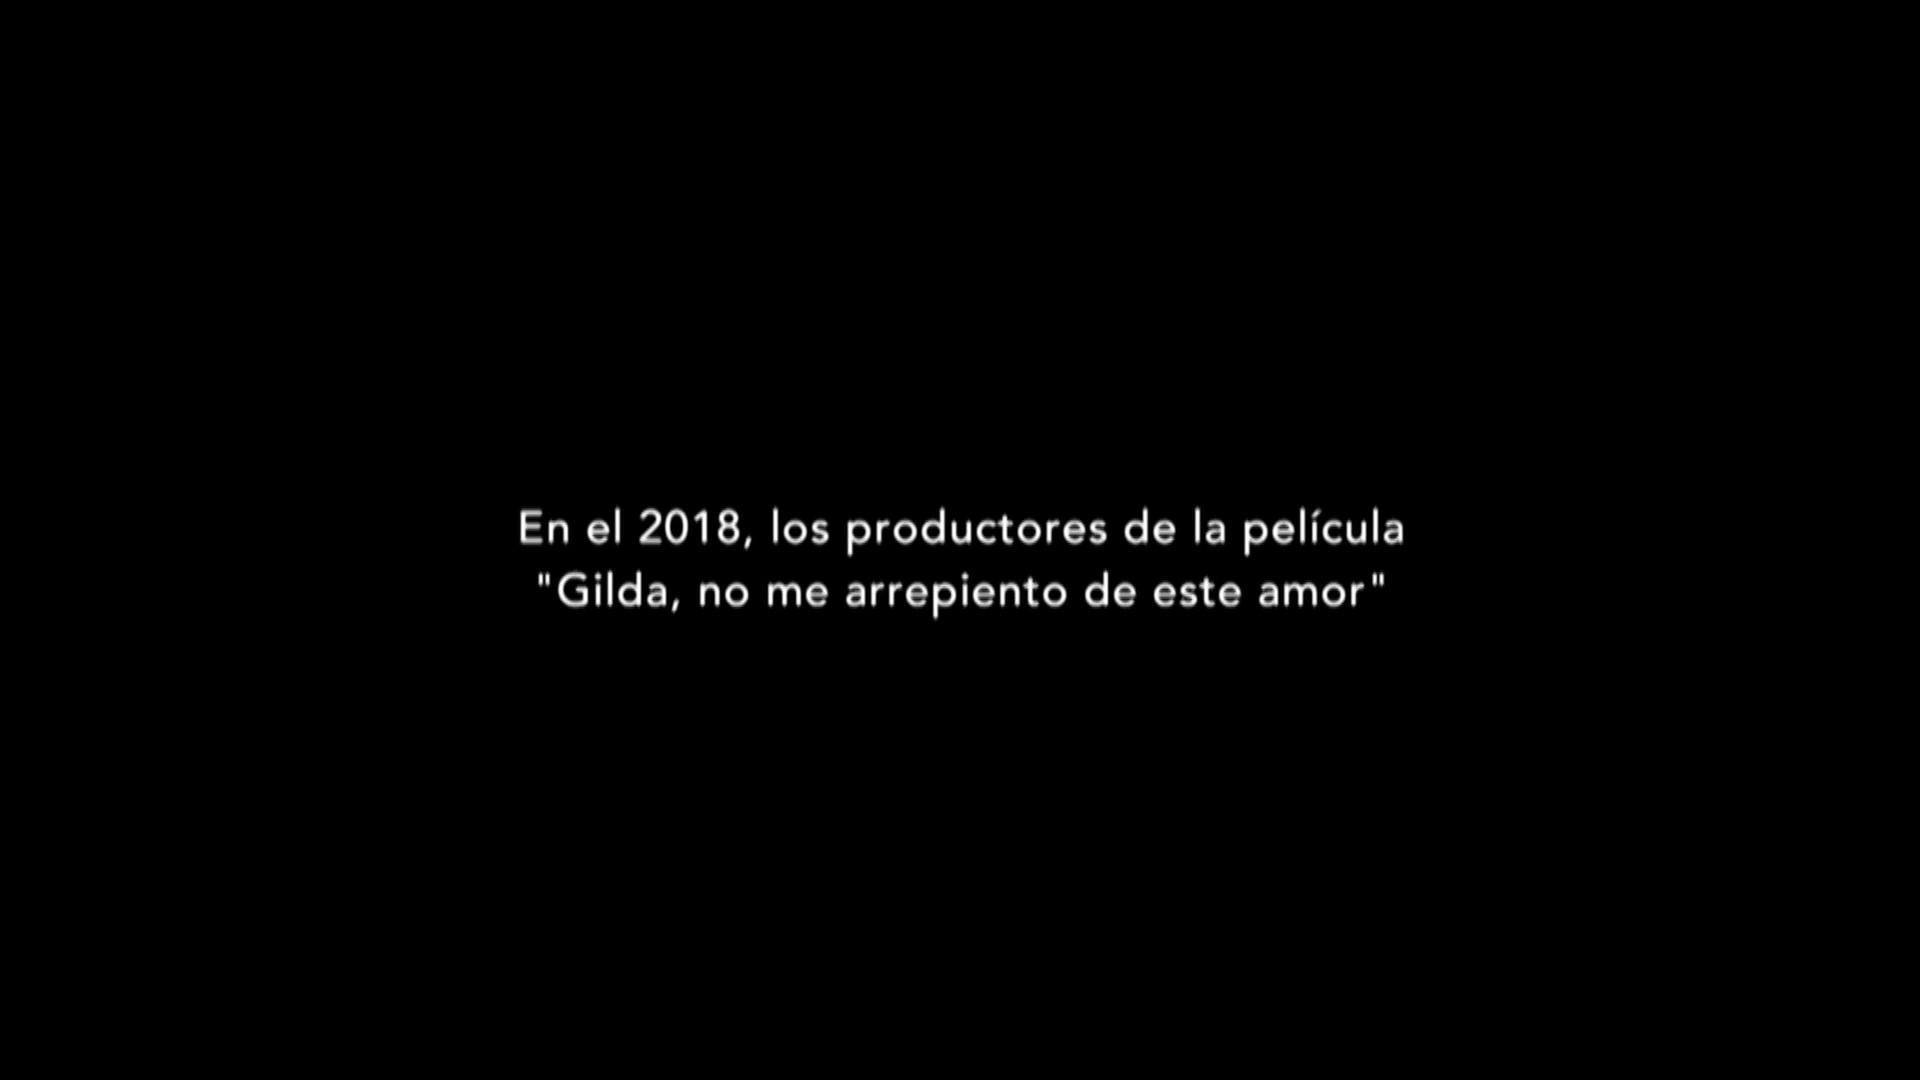 En el 2018, los productores de la película
"Gilda, no me arrepiento de este amor"